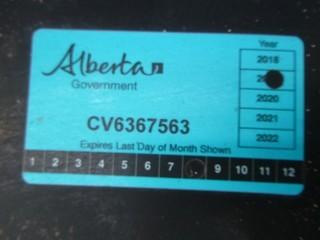 Alberta
Government
Year
2018
2020
2021
2022
CV6367563
Expires Last Day of Month Shown
1 2 3 4 5 6 7 9 10 11 12